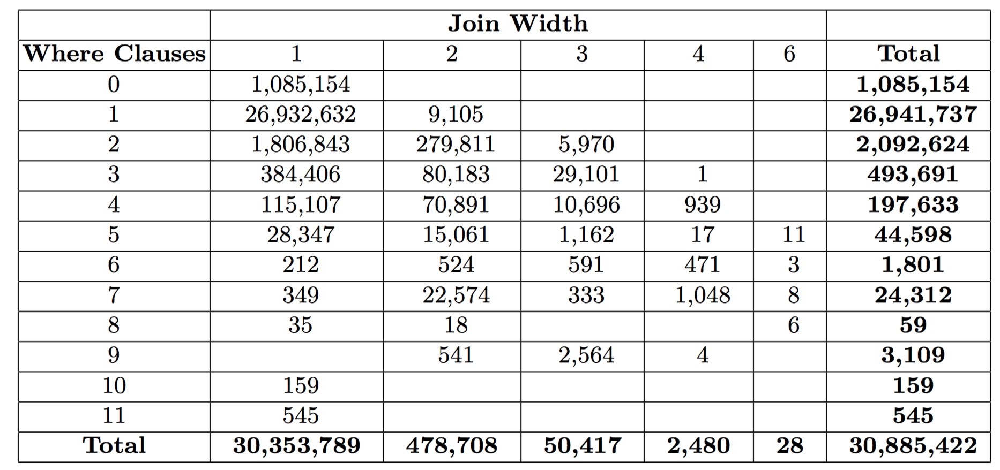 Join Width
Where Clauses 1 2 3 4 6 Total
0 1,085,154 1,085,154
1 26,932,632 9,105 26,941,737
2 1,806,843 279,811 5,970 2,092,624
3 384,406 80,183 29,101 1 493,691
4 115,107 70,891 10,696 939 197,633
5 28,347 15,061 1,162 17 11 44,598
6 212 524 591 471 3 1,801
7 349 22,574 333 1,048 8 24,312
8 35 18 6 59
9 541 2,564 4 3,109
10 159 159
11 545 545
Total 30,353,789 478,708 50,417 2,480 28 30,885,422